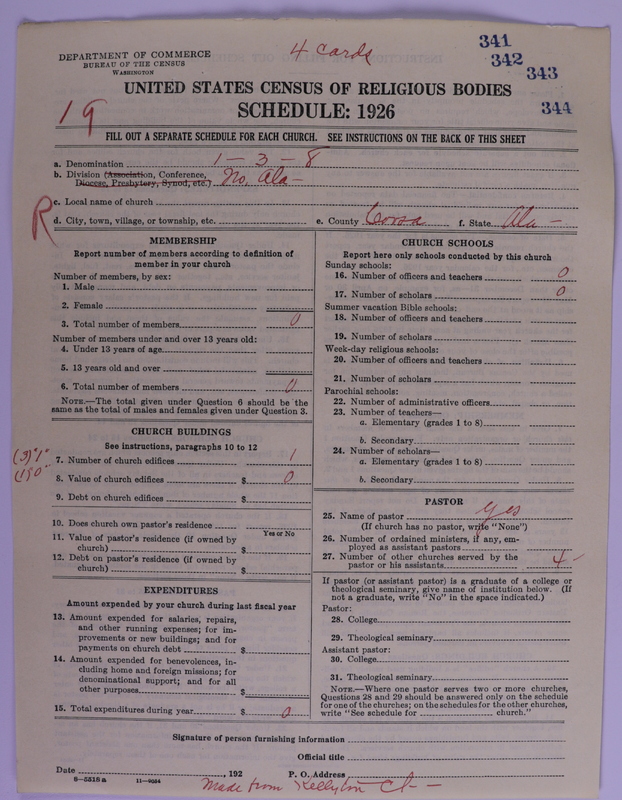 DEPARTMENT OF COMMERCE
BUREAU OF THE CENSUS
WASHINGTON
4 Cards
341
342
343
344
UNITED STATES CENSUS OF RELIGIOUS BODIES
19
SCHEDULE: 1926
FILL OUT A SEPARATE SCHEDULE FOR EACH CHURCH. SEE INSTRUCTIONS ON THE BACK OF THIS SHEET
a. Denomination 1-3-8
b. Division (Association, Conference, No. Ala-
Diocese, Presbytery, Synod, etc.)
c. Local name of church
R
d. City, town, village, or township, etc. e. County Coosa f. State Ala-
MEMBERSHIP
Report number of members according to definition of
member in your church
Number of members, by sex:
1. Male
2. Female
3. Total number of members 0
Number of members under and over 13 years old:
4. Under 13 years of age
5. 13 years old and over
6. Total number of members 0
NOTE.—The total given under Question 6 should be the
same as the total of males and females given under Question 3.
CHURCH BUILDINGS
See instructions, paragraphs 10 to 12
7. Number of church edifices 1
8. Value of church edifices $ 0
9. Debt on church edifices $
10. Does church own pastor's residence
Yes or No
11. Value of pastor's residence (if owned by
church) $
12. Debt on pastor's residence (if owned by
church) $
EXPENDITURES
Amount expended by your church during last fiscal year
13. Amount expended for salaries, repairs,
and other running expenses; for im-
provements or new buildings; and for
payments on church debt $
14. Amount expended for benevolences, in-
cluding home and foreign missions; for
denominational support; and for all
other purposes $
15. Total expenditures during year $ 0
CHURCH SCHOOLS
Report here only schools conducted by this church
Sunday schools:
16. Number of officers and teachers 0
17. Number of scholars 0
Summer vacation Bible schools:
18. Number of officers and teachers
19. Number of scholars
Week-day religious schools:
20. Number of officers and teachers
21. Number of scholars
Parochial schools:
22. Number of administrative officers
23. Number of teachers—
a. Elementary (grades 1 to 8)
b. Secondary
24. Number of scholars—
a. Elementary (grades 1 to 8)
b. Secondary
PASTOR
25. Name of pastor Yes
(If church has no pastor, write "None")
26. Number of ordained ministers, if any, em-
ployed as assistant pastors
27. Number of other churches served by the
pastor or his assistants 4-
If pastor (or assistant pastor) is a graduate of a college or
theological seminary, give name of institution below. (If
not a graduate, write "No" in the space indicated.)
Pastor:
28. College
29. Theological seminary
Assistant pastor:
30. College
31. Theological seminary
NOTE.—Where one pastor serves two or more churches,
Questions 28 and 29 should be answered only on the schedule
for one of the churches; on the schedules for the other churches,
write "See schedule for church."
Signature of person furnishing information
Official title
Date , 192 P. O. Address
8-5518a 11-9064
Made from Kellyton Ch-